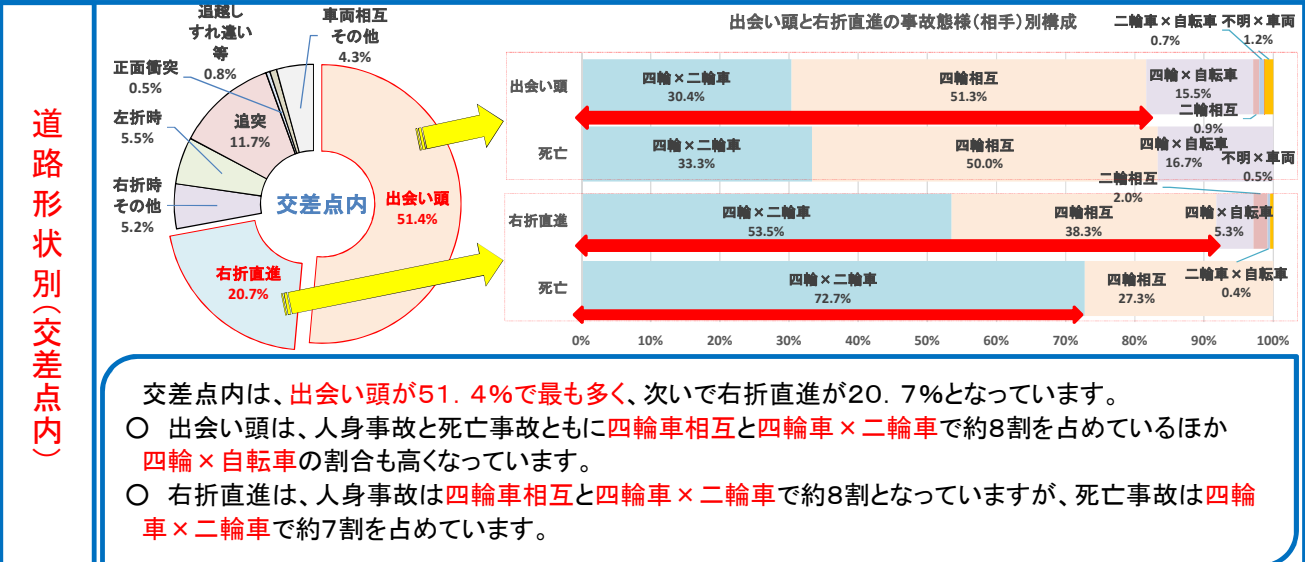 道路形状別(交差点内)
追越し
すれ違い
等
0.8%
車両相互
その他
4.3%
正面衝突
0.5%
左折時
5.5%
追突
11.7%
右折時
その他
5.2%
交差点内
出会い頭
51.4%
右折直進
20.7%
出会い頭と右折直進の事故態様(相手)別構成
二輪車×自転車
0.7%
不明×車両
1.2%
出会い頭
四輪×二輪車
30.4%
四輪相互
51.3%
四輪×自転車
15.5%
二輪相互
0.9%
死亡
四輪×二輪車
33.3%
四輪相互
50.0%
四輪×自転車
16.7%
不明×車両
0.5%
二輪相互
2.0%
右折直進
四輪×二輪車
53.5%
四輪相互
38.3%
四輪×自転車
5.3%
二輪車×自転車
0.4%
死亡
四輪×二輪車
72.7%
四輪相互
27.3%
0% 10% 20% 30% 40% 50% 60% 70% 80% 90% 100%
交差点内は、出会い頭が51.4%で最も多く、次いで右折直進が20.7%となっています。
○ 出会い頭は、人身事故と死亡事故ともに四輪車相互と四輪車×二輪車で約8割を占めているほか
四輪×自転車の割合も高くなっています。
○ 右折直進は、人身事故は四輪車相互と四輪車×二輪車で約8割となっていますが、死亡事故は四輪
車×二輪車で約7割を占めています。